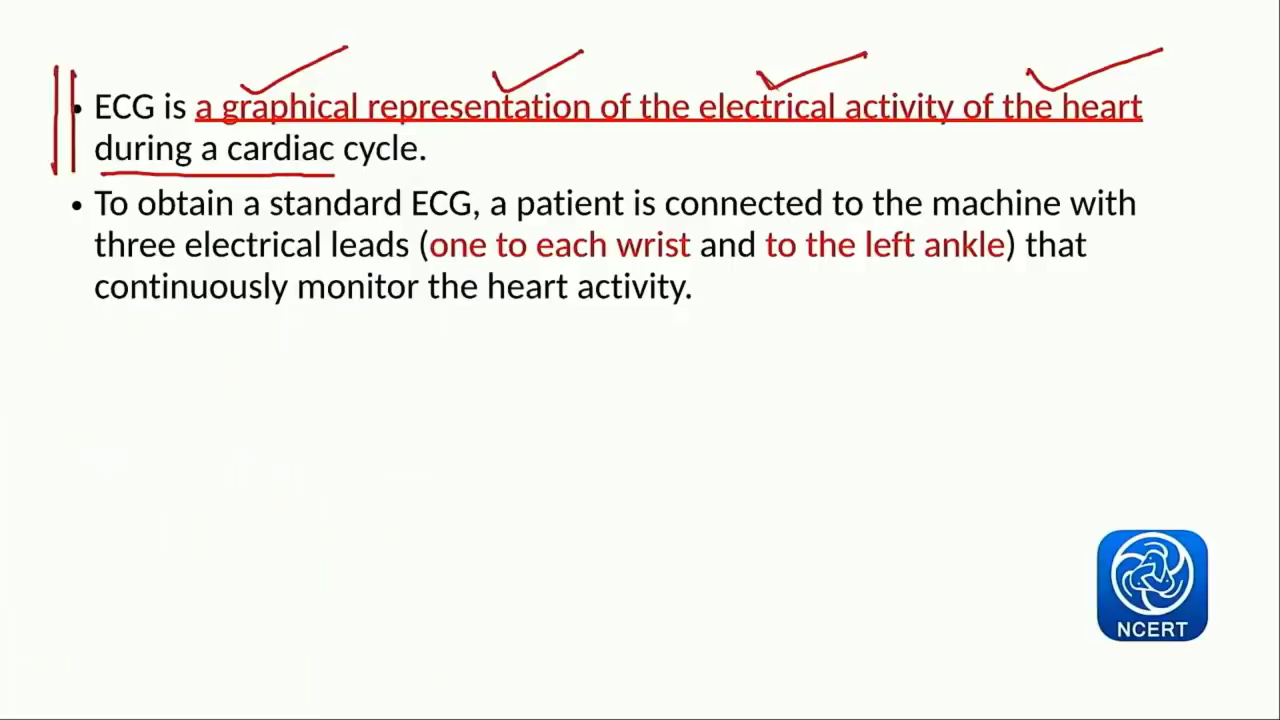 • ECG is a graphical representation of the electrical activity of the heart
during a cardiac cycle.
• To obtain a standard ECG, a patient is connected to the machine with
three electrical leads (one to each wrist and to the left ankle) that
continuously monitor the heart activity.
NCERT